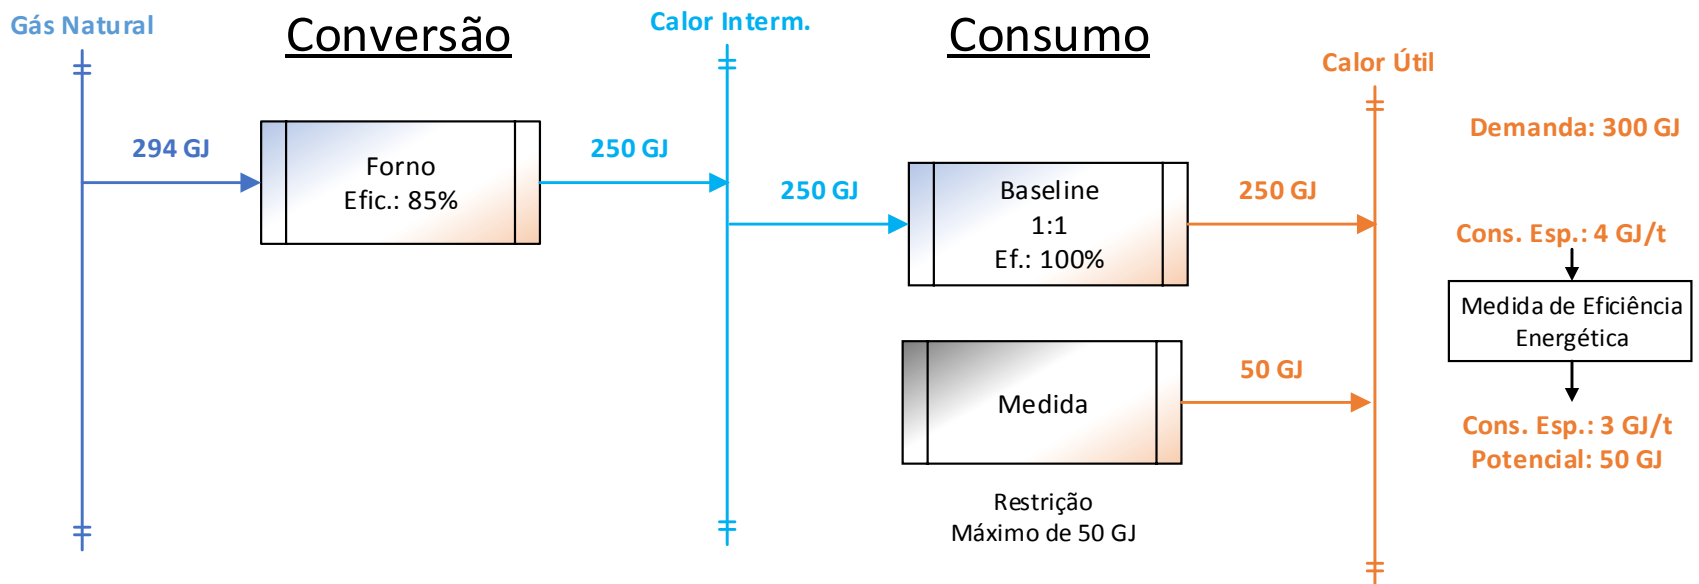 Gás Natural
Conversão
Calor Interm.
Consumo
Calor Útil
294 GJ
Forno
Efic.: 85%
250 GJ
250 GJ
Baseline
1:1
Ef.: 100%
250 GJ
Medida
50 GJ
Restrição
Máximo de 50 GJ
Demanda: 300 GJ
Cons. Esp.: 4 GJ/t
Medida de Eficiência
Energética
Cons. Esp.: 3 GJ/t
Potencial: 50 GJ